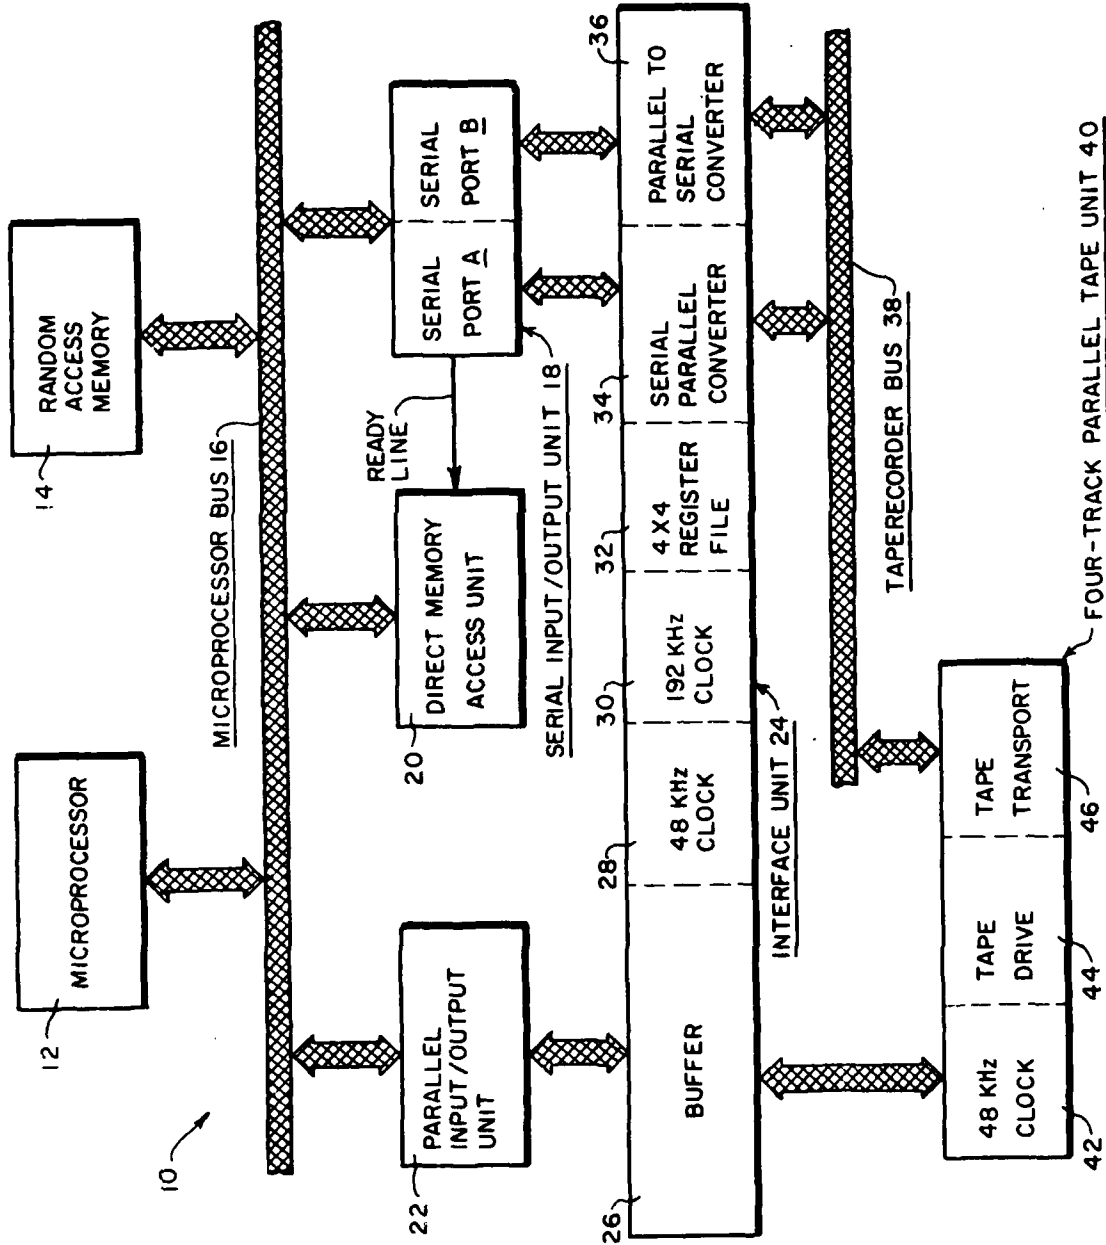 10
12
MICROPROCESSOR
14
RANDOM
ACCESS
MEMORY
MICROPROCESSOR BUS 16
22
PARALLEL
INPUT/OUTPUT
UNIT
20
DIRECT MEMORY
ACCESS UNIT
READY
LINE
SERIAL
PORT A
SERIAL
PORT B
SERIAL INPUT/OUTPUT UNIT 18
26
BUFFER
28
48 KHz
CLOCK
30
192 KHz
CLOCK
32
4X4
REGISTER
FILE
34
SERIAL
PARALLEL
CONVERTER
36
PARALLEL TO
SERIAL
CONVERTER
INTERFACE UNIT 24
TAPERECORDER BUS 38
42
48 KHz
CLOCK
44
TAPE
DRIVE
46
TAPE
TRANSPORT
FOUR-TRACK PARALLEL TAPE UNIT 40